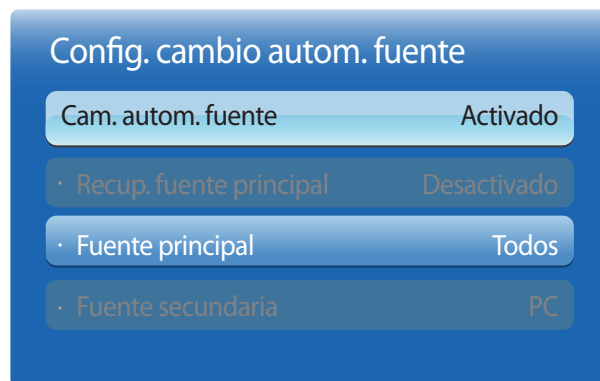 Config. cambio autom. fuente
Cam. autom. fuente Activado
· Recup. fuente principal Desactivado
· Fuente principal Todos
· Fuente secundaria PC